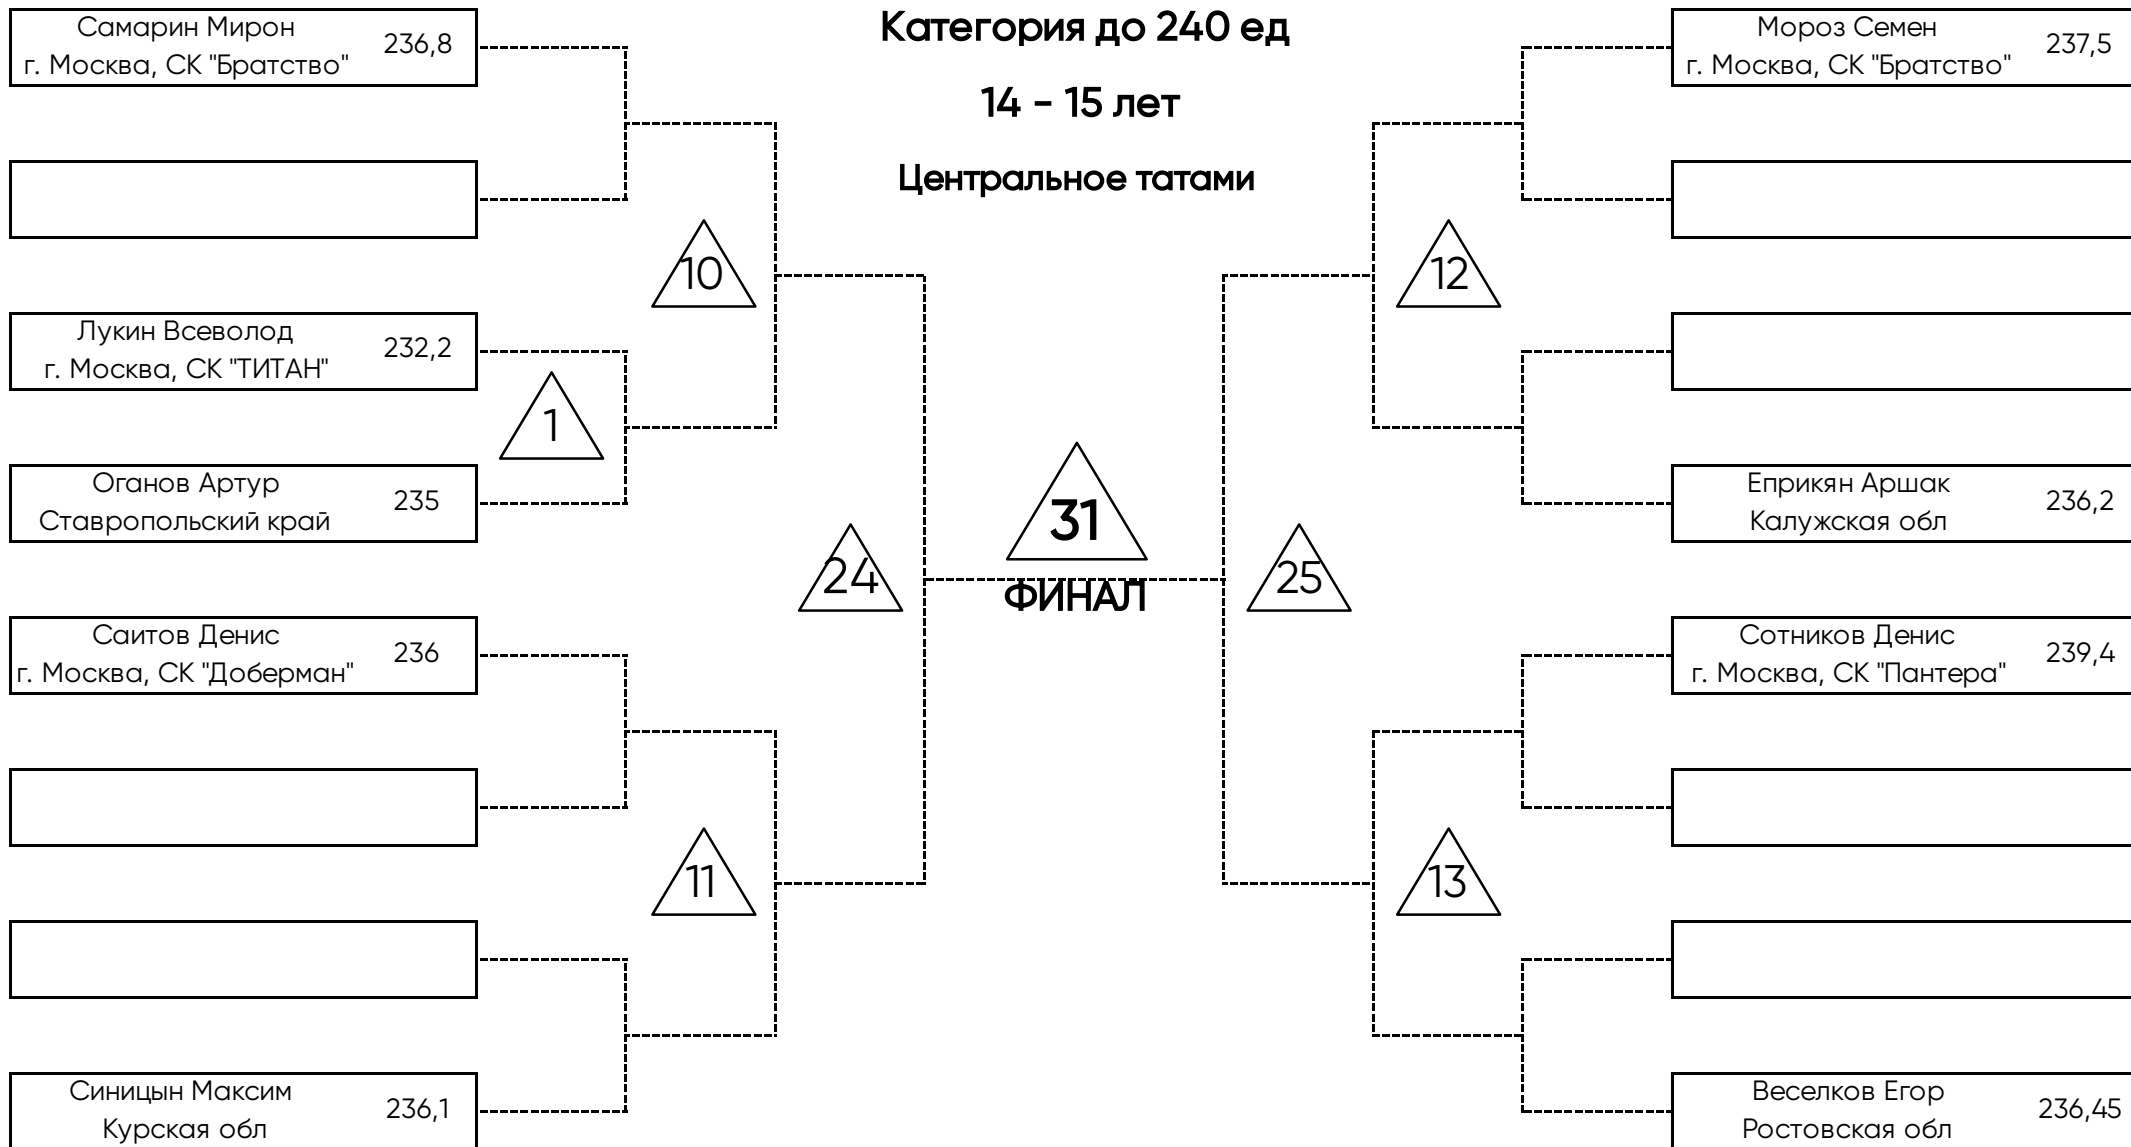 Категория до 240 ед
14 - 15 лет
Центральное татами
Самарин Мирон
г. Москва, СК "Братство"
236,8
Лукин Всеволод
г. Москва, СК "ТИТАН"
232,2
Оганов Артур
Ставропольский край
235
Саитов Денис
г. Москва, СК "Доберман"
236
Синицын Максим
Курская обл
236,1
1
10
11
24
31
ФИНАЛ
25
12
13
Мороз Семен
г. Москва, СК "Братство"
237,5
Еприкян Аршак
Калужская обл
236,2
Сотников Денис
г. Москва, СК "Пантера"
239,4
Веселков Егор
Ростовская обл
236,45